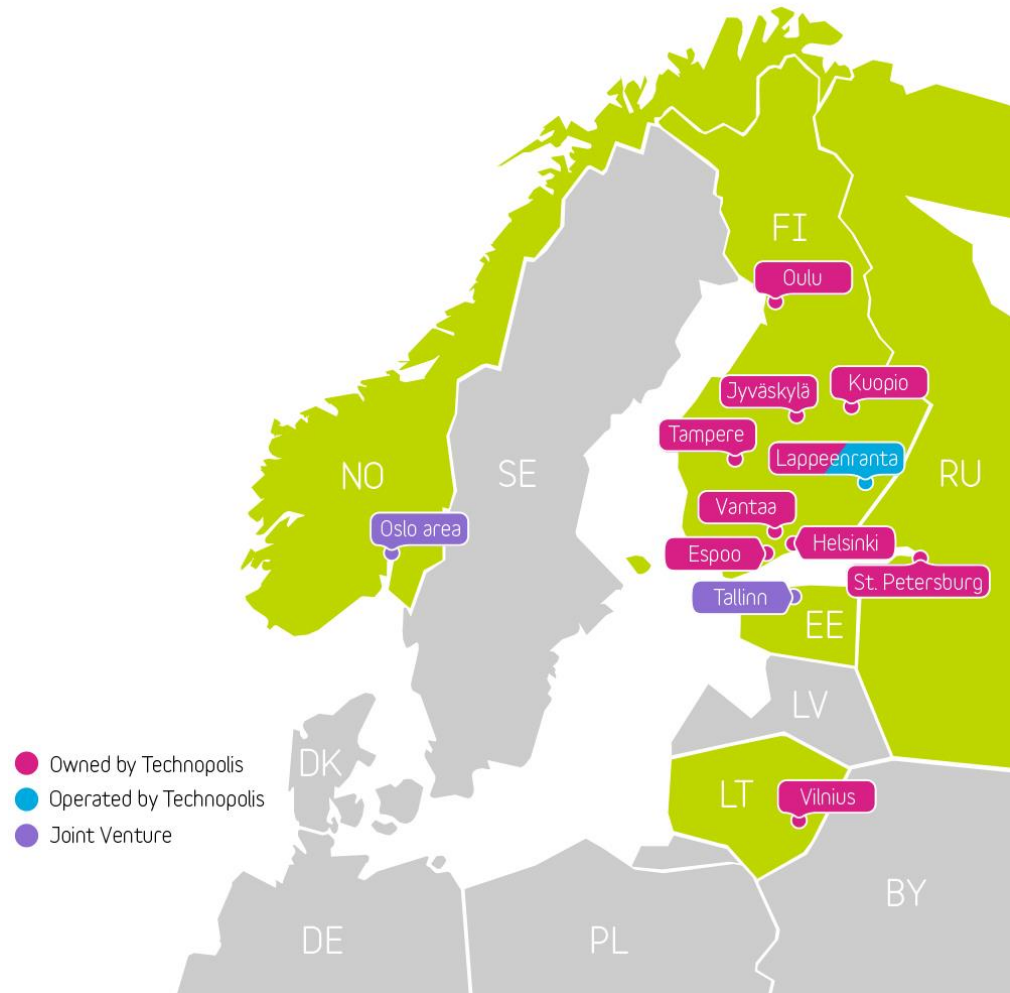 FI
Oulu
Jyväskylä
Kuopio
Tampere
Lappeenranta
NO
SE
RU
Vantaa
Oslo area
Helsinki
Espoo
St. Petersburg
Tallinn
EE
LV
DK
Owned by Technopolis
Operated by Technopolis
Joint Venture
LT
Vilnius
BY
DE
PL